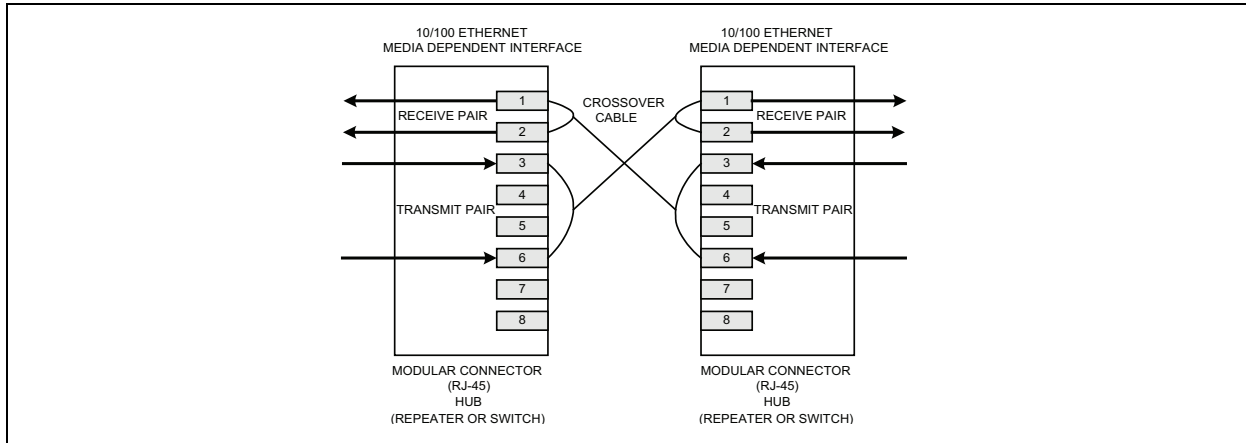 10/100 ETHERNET
MEDIA DEPENDENT INTERFACE
1
2
3
4
5
6
7
8
RECEIVE PAIR
TRANSMIT PAIR
MODULAR CONNECTOR
(RJ-45)
HUB
(REPEATER OR SWITCH)
CROSSOVER
CABLE
10/100 ETHERNET
MEDIA DEPENDENT INTERFACE
1
2
3
4
5
6
7
8
RECEIVE PAIR
TRANSMIT PAIR
MODULAR CONNECTOR
(RJ-45)
HUB
(REPEATER OR SWITCH)